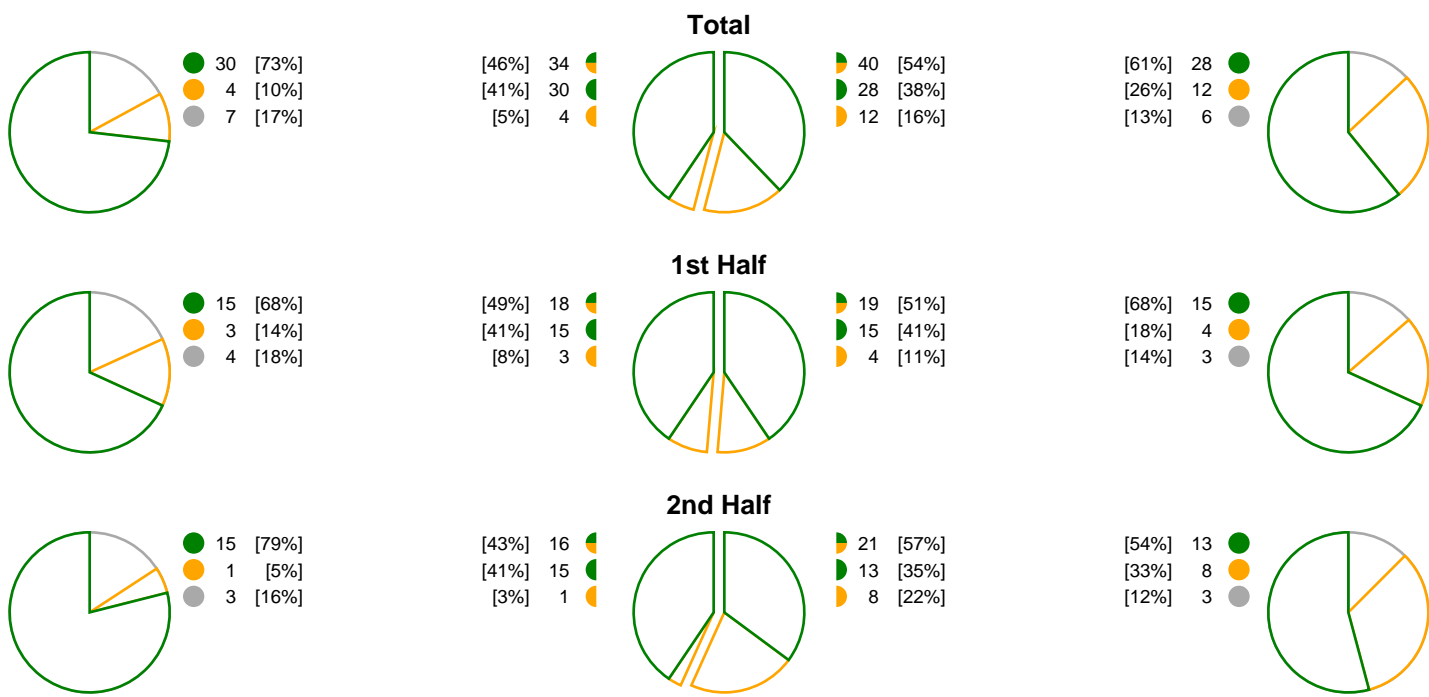 Total
30 [73%] [46%] 34 40 [54%] [61%] 28
4 [10%] [41%] 30 28 [38%] [26%] 12
7 [17%] [5%] 4 12 [16%] [13%] 6
1st Half
15 [68%] [49%] 18 19 [51%] [68%] 15
3 [14%] [41%] 15 15 [41%] [18%] 4
4 [18%] [8%] 3 4 [11%] [14%] 3
2nd Half
15 [79%] [43%] 16 21 [57%] [54%] 13
1 [5%] [41%] 15 13 [35%] [33%] 8
3 [16%] [3%] 1 8 [22%] [12%] 3